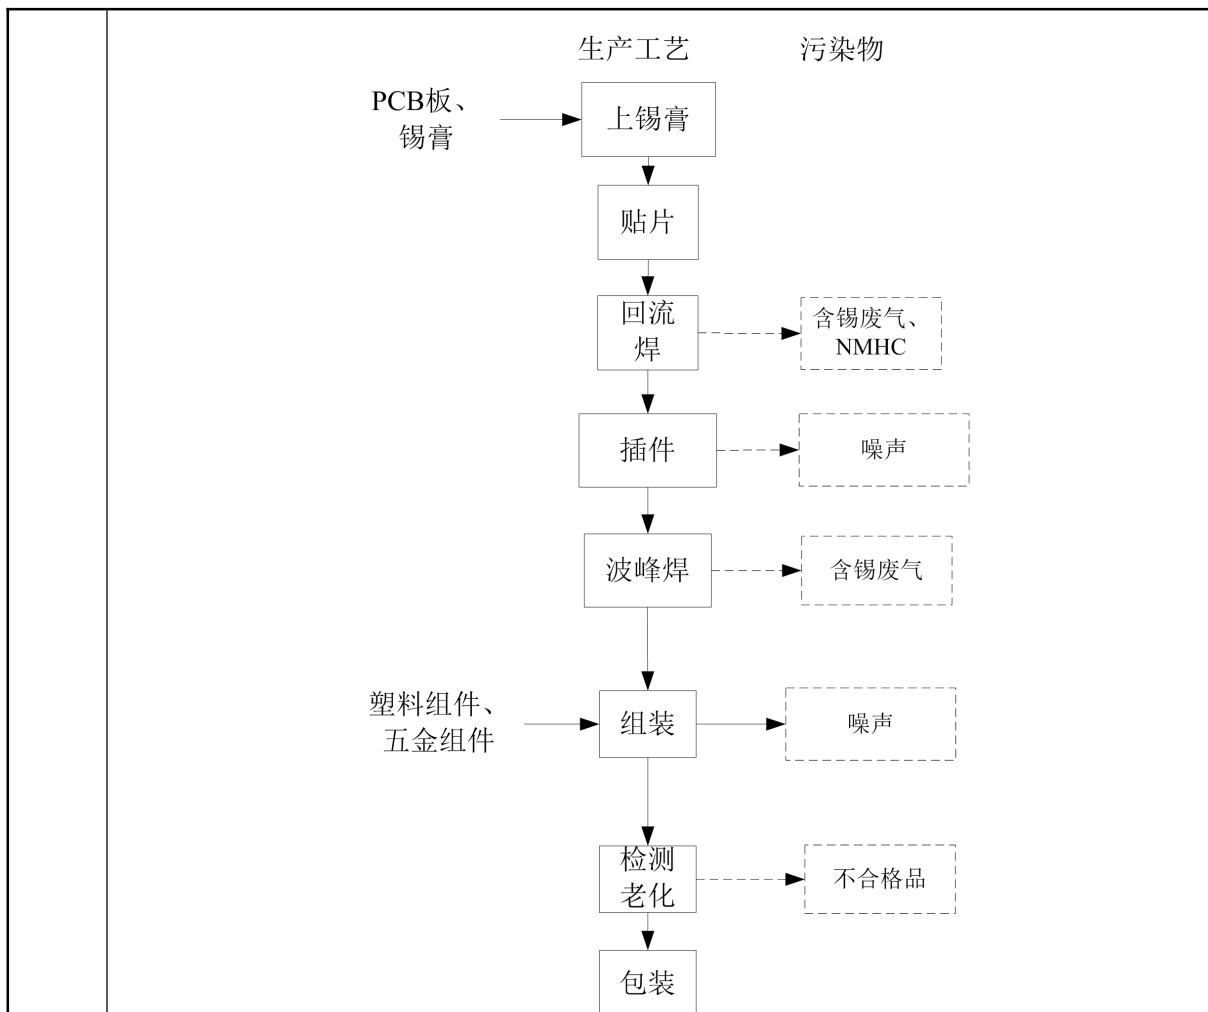 生产工艺 污染物
PCB板、
锡膏
上锡膏
贴片
回流
焊
含锡废气、
NMHC
插件
噪声
波峰焊
含锡废气
塑料组件、
五金组件
组装
噪声
检测
老化
不合格品
包装